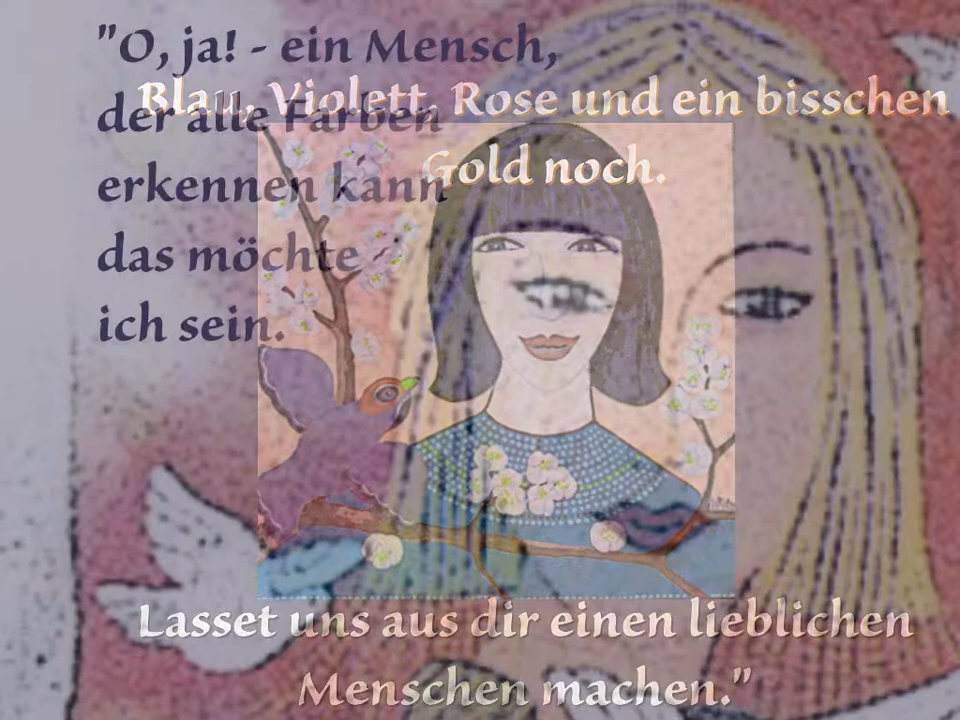 "O, ja! - ein Mensch,
der alle Farben
erkennen kann
das möchte -
ich sein.
Blau, Violett, Rose und ein bisschen
Gold noch.
Lasset uns aus dir einen lieblichen
Menschen machen."